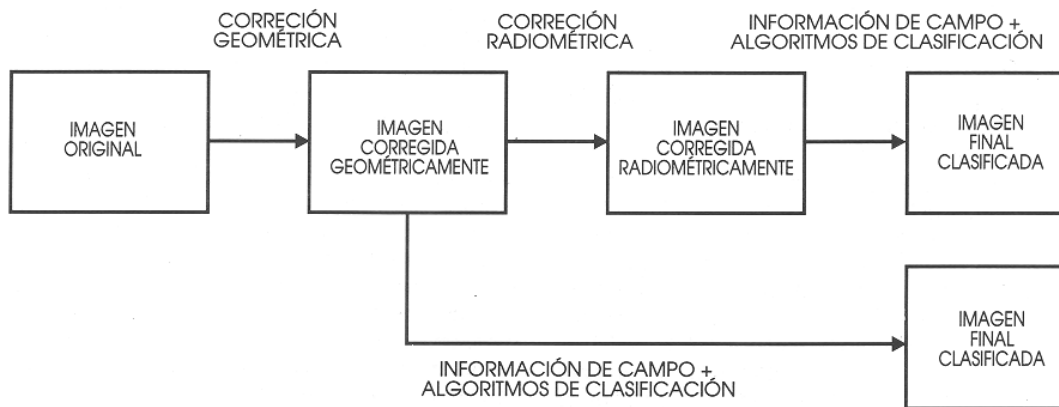 CORRECIÓN
GEOMÉTRICA
CORRECIÓN
RADIOMÉTRICA
INFORMACIÓN DE CAMPO +
ALGORITMOS DE CLASIFICACIÓN
IMAGEN
ORIGINAL
IMAGEN
CORREGIDA
GEOMÉTRICAMENTE
IMAGEN
CORREGIDA
RADIOMÉTRICAMENTE
IMAGEN
FINAL
CLASIFICADA
IMAGEN
FINAL
CLASIFICADA
INFORMACIÓN DE CAMPO +
ALGORITMOS DE CLASIFICACIÓN